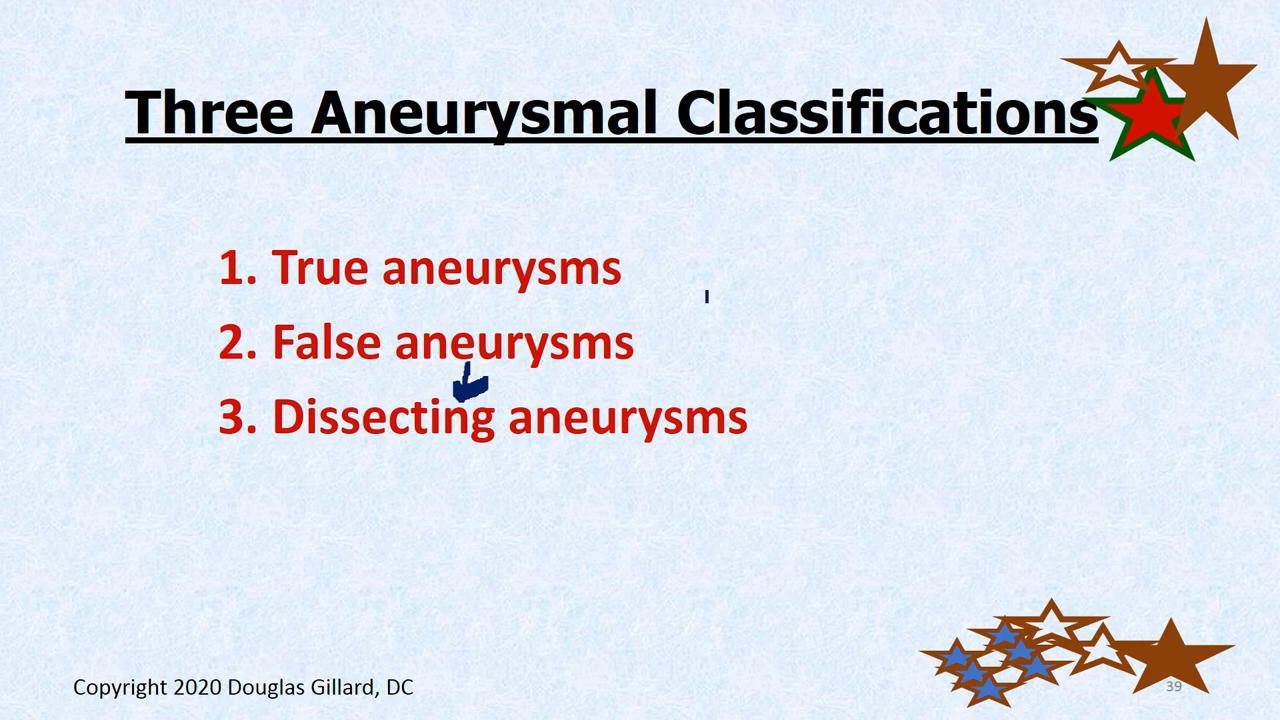 Three Aneurysmal Classifications
1. True aneurysms
2. False aneurysms
3. Dissecting aneurysms
Copyright 2020 Douglas Gillard, DC
39